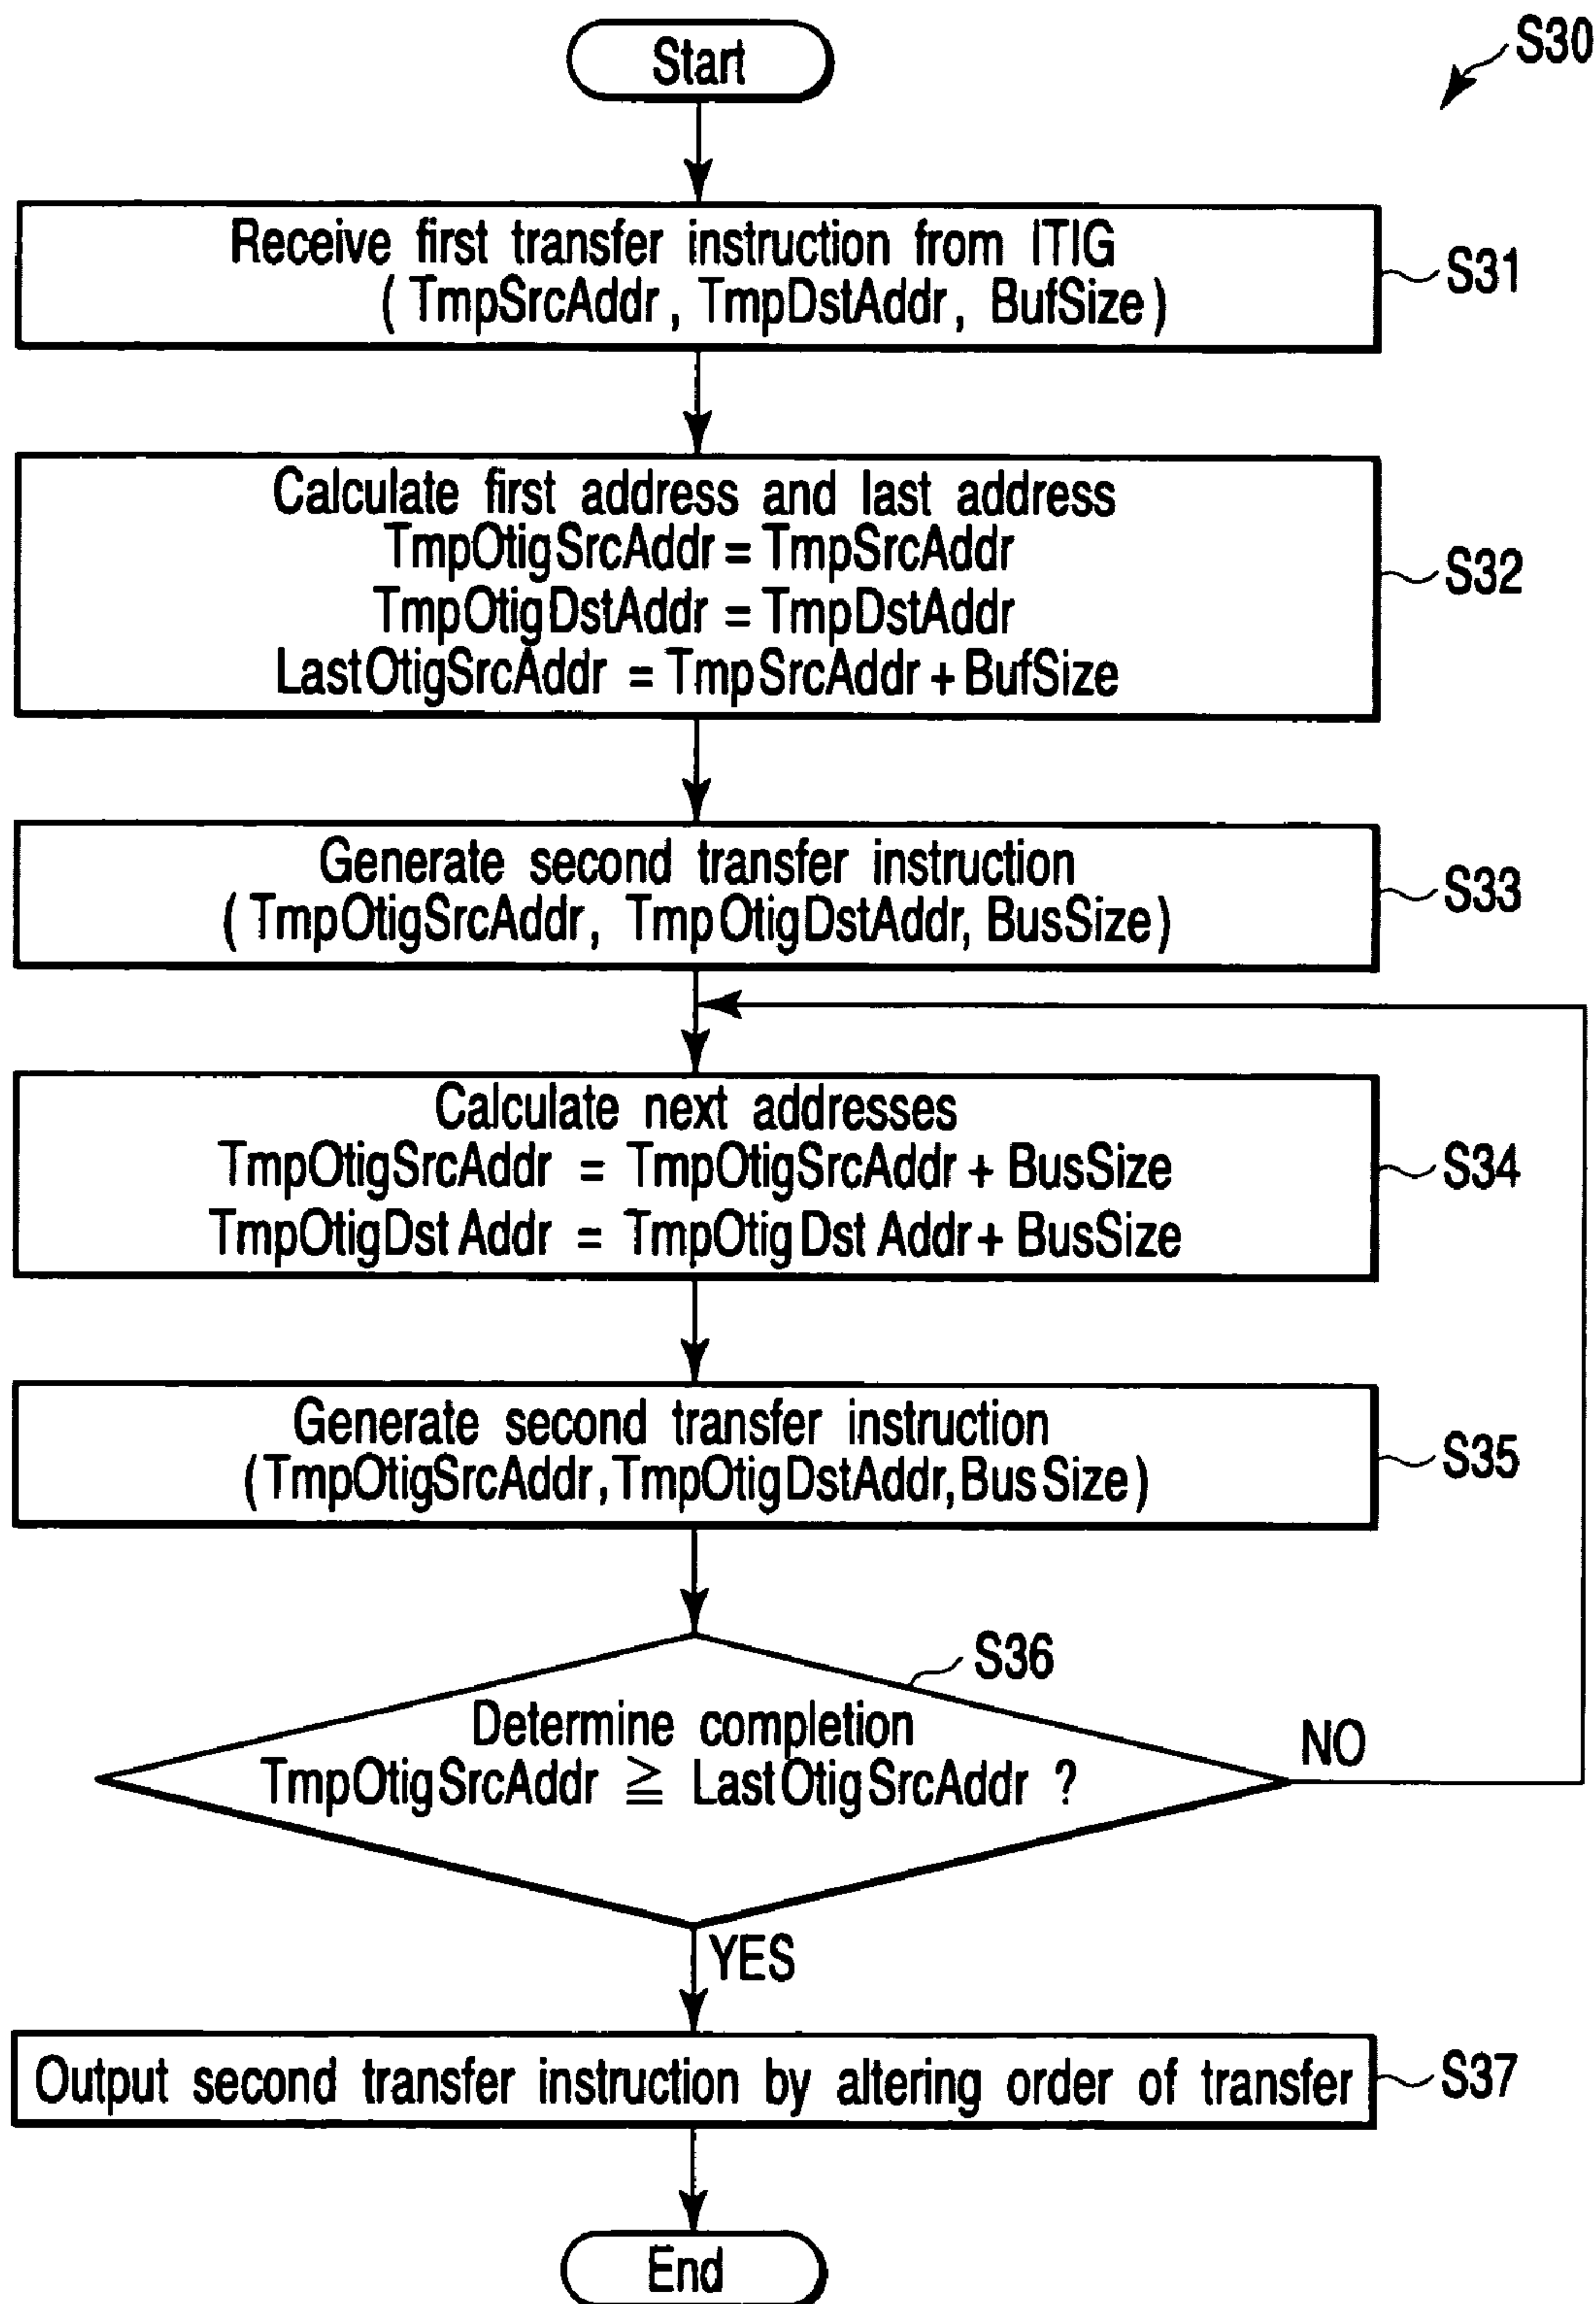 Start
S30
Receive first transfer instruction from ITIG
(TmpSrcAddr, TmpDstAddr, BufSize)
S31
Calculate first address and last address
TmpOtigSrcAddr = TmpSrcAddr
TmpOtigDstAddr = TmpDstAddr
LastOtigSrcAddr = TmpSrcAddr + BufSize
S32
Generate second transfer instruction
(TmpOtigSrcAddr, TmpOtigDstAddr, BusSize)
S33
Calculate next addresses
TmpOtigSrcAddr = TmpOtigSrcAddr + BusSize
TmpOtigDstAddr = TmpOtigDstAddr + BusSize
S34
Generate second transfer instruction
(TmpOtigSrcAddr, TmpOtigDstAddr, BusSize)
S35
S36
Determine completion
TmpOtigSrcAddr ≧ LastOtigSrcAddr ?
NO
YES
Output second transfer instruction by altering order of transfer
S37
End